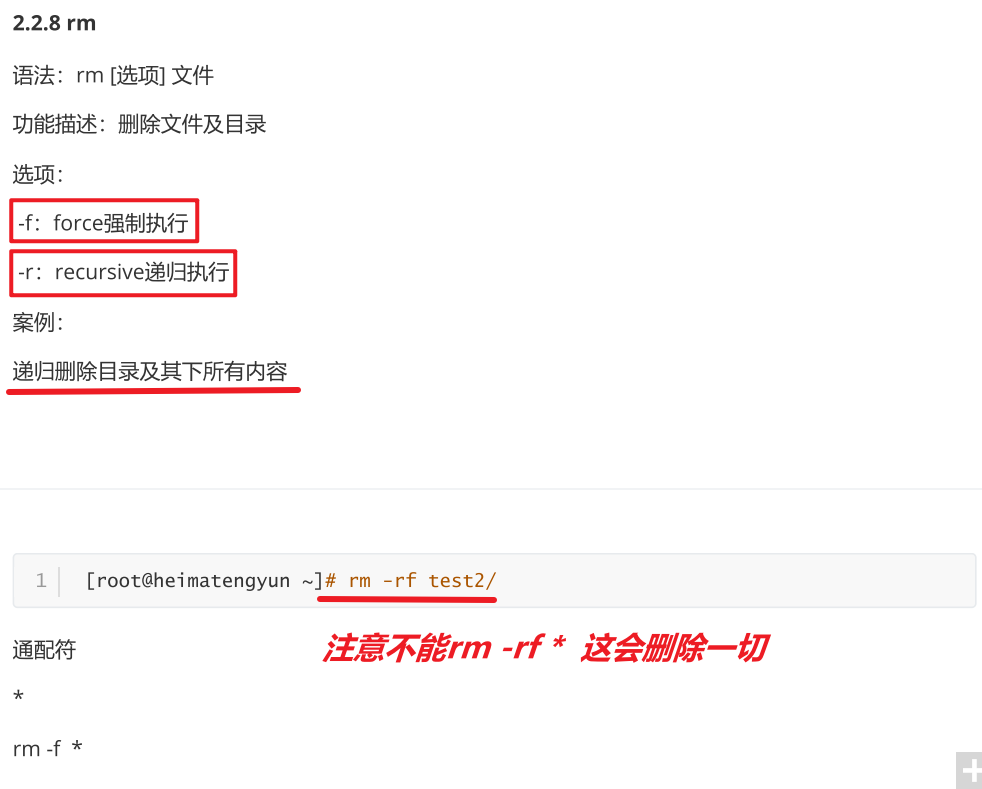 2.2.8 rm
语法：rm [选项] 文件
功能描述：删除文件及目录
选项：
-f：force强制执行
-r：recursive递归执行
案例：
递归删除目录及其下所有内容
1 [root@heimatengyun ~]# rm -rf test2/
注意不能rm -rf * 这会删除一切
通配符
*
rm -f *